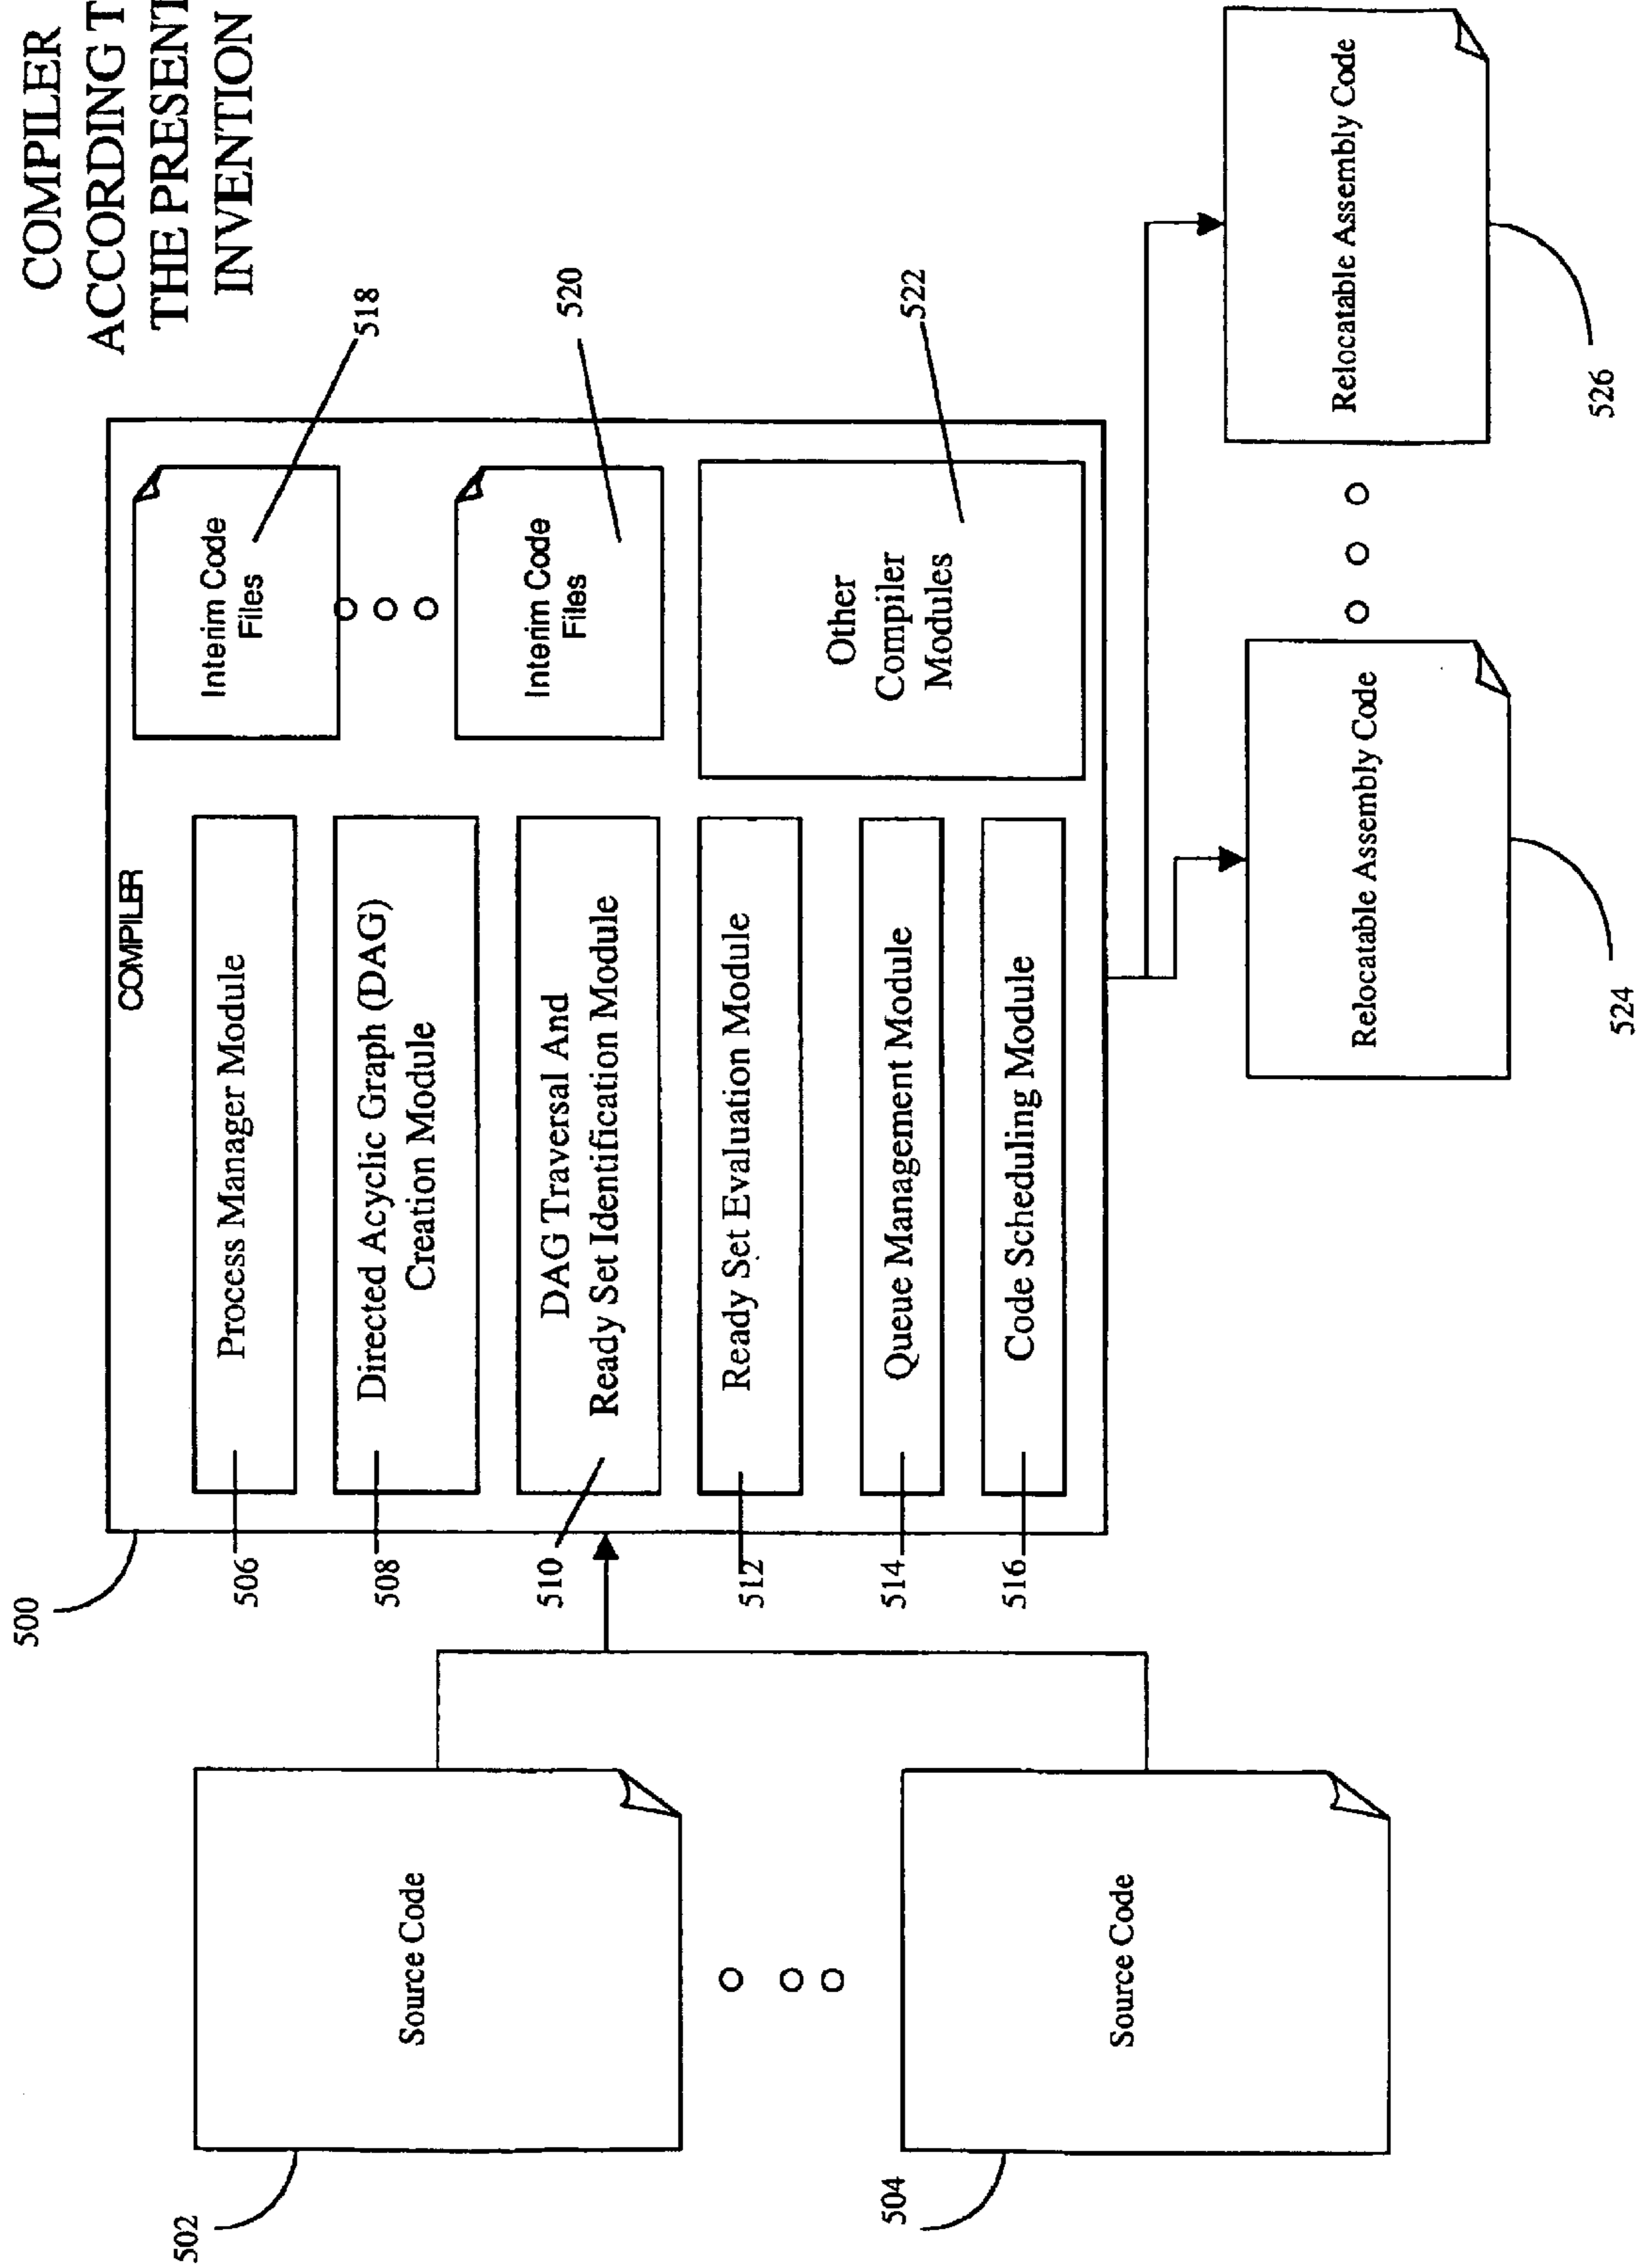 COMPILER
ACCORDING T
THE PRESENT
INVENTION
500
COMPILER
506
Process Manager Module
508
Directed Acyclic Graph (DAG)
Creation Module
510
DAG Traversal And
Ready Set Identification Module
512
Ready Set Evaluation Module
514
Queue Management Module
516
Code Scheduling Module
Interim Code
Files
518
Interim Code
Files
520
Other
Compiler
Modules
522
502
Source Code
504
Source Code
Relocatable Assembly Code
524
Relocatable Assembly Code
526